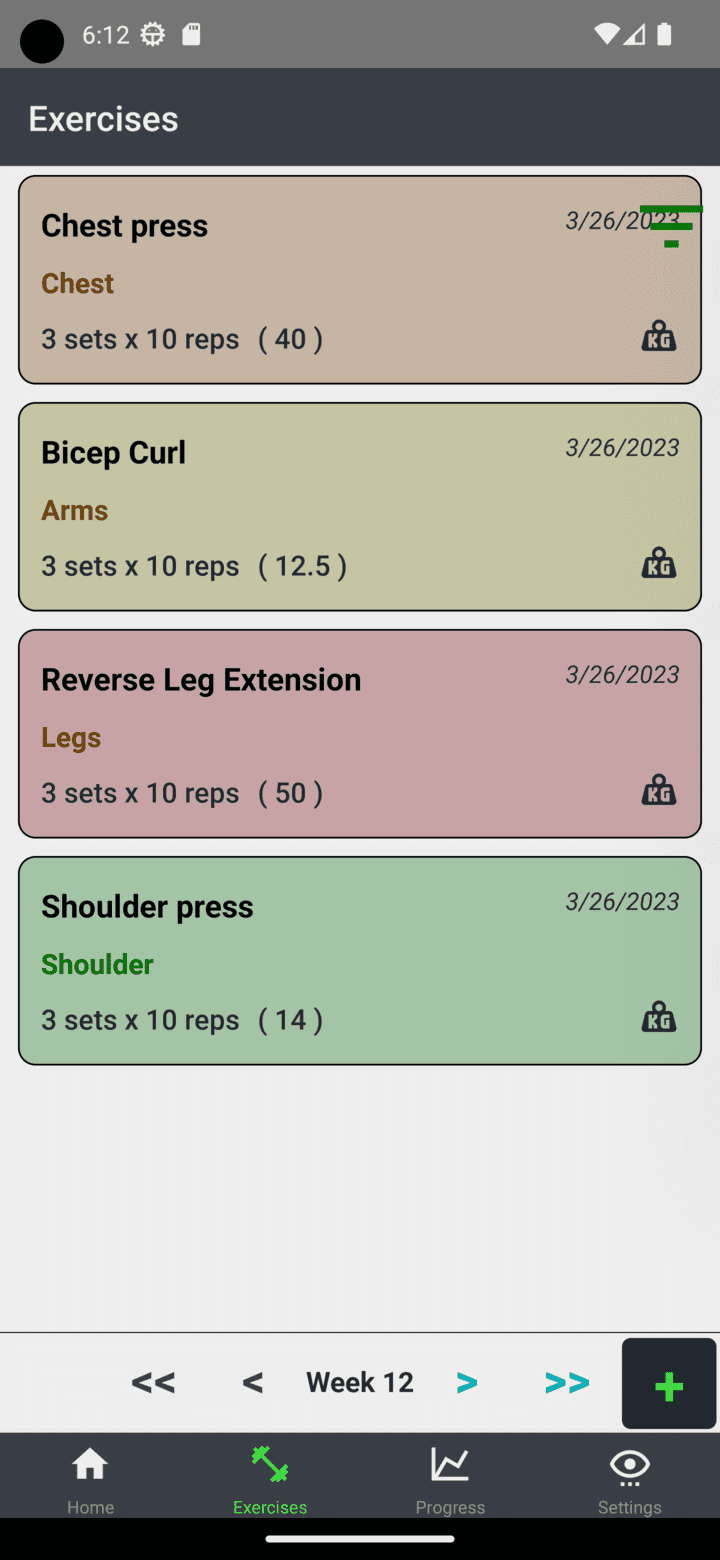 6:12
Exercises
Chest press 3/26/2023
Chest
3 sets x 10 reps ( 40 )
KG
Bicep Curl 3/26/2023
Arms
3 sets x 10 reps ( 12.5 )
KG
Reverse Leg Extension 3/26/2023
Legs
3 sets x 10 reps ( 50 )
KG
Shoulder press 3/26/2023
Shoulder
3 sets x 10 reps ( 14 )
KG
<< < Week 12 > >> +
Home Exercises Progress Settings